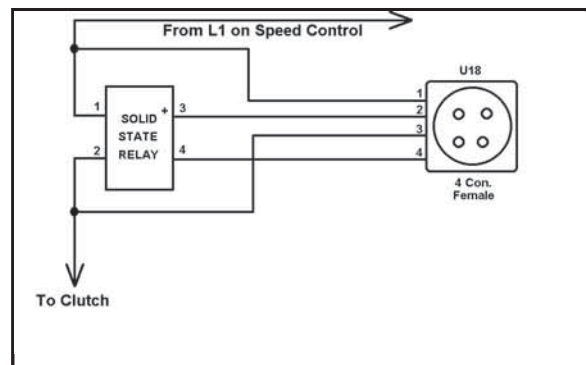 From L1 on Speed Control
U18
1
1
3
SOLID +
2
STATE
3
2
RELAY
4
4
4 Con.
Female
To Clutch